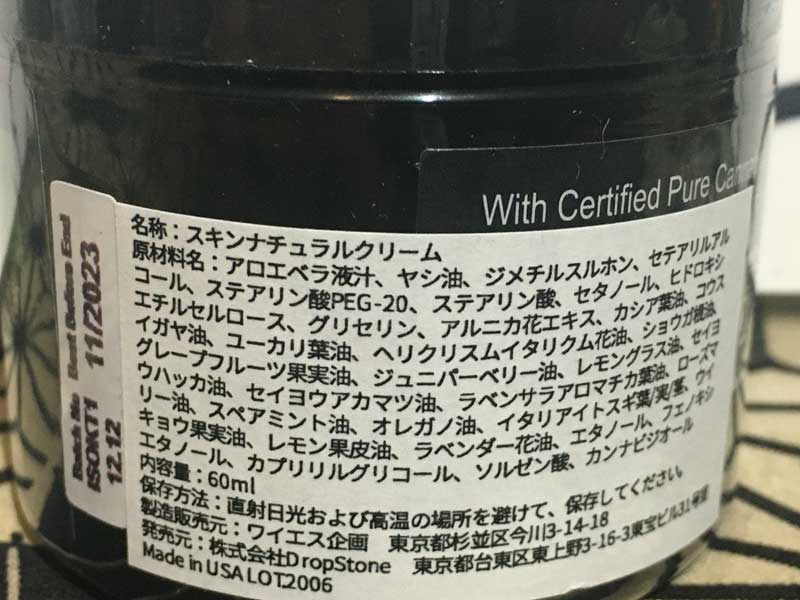 With Certified Pure
Batch No Best Before End
ISOKT1 11/2023
12.12
名称：スキンナチュラルクリーム
原材料名：アロエベラ液汁、ヤシ油、ジメチルスルホン、セテアリルアル
コール、ステアリン酸PEG-20、ステアリン酸、セタノール、ヒドロキシ
エチルセルロース、グリセリン、アルニカ花エキス、カシア葉油、コウス
イガヤ油、ユーカリ葉油、ヘリクリスムイタリクム花油、ショウガ根油、
グレープフルーツ果実油、ジュニパーベリー油、レモングラス油、セイヨ
ウハッカ油、セイヨウアカマツ油、ラベンサラアロマチカ葉油、ローズマ
リー油、スペアミント油、オレガノ油、イタリアイトスギ葉/実/茎、ウイ
キョウ果実油、レモン果皮油、ラベンダー花油、エタノール、フェノキシ
エタノール、カプリリルグリコール、ソルゼン酸、カンナビジオール
内容量：60ml
保存方法：直射日光および高温の場所を避けて、保存してください。
製造販売元：ワイエス企画　東京都杉並区今川3-14-18
発売元：株式会社DropStone　東京都台東区東上野3-16-3東宝ビル31号室
Made in USA LOT.2006